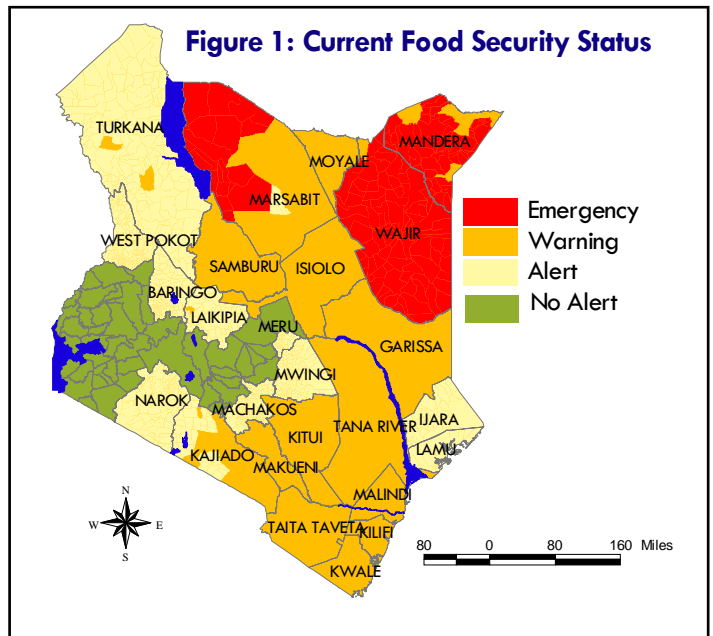 Figure 1: Current Food Security Status
TURKANA
MOYALE
MANDERA
MARSABIT
WAJIR
Emergency
Warning
Alert
No Alert
WEST POKOT
SAMBURU
ISIOLO
BARINGO
LAIKIPIA
MERU
GARISSA
MWINGI
NAROK
MACHAKOS
IJARA
TANA RIVER
KITUI
LAMU
KAJIADO
MAKUENI
MALINDI
TAITA TAVETA
KILIFI
KWALE
N
W E
S
80 0 80 160 Miles